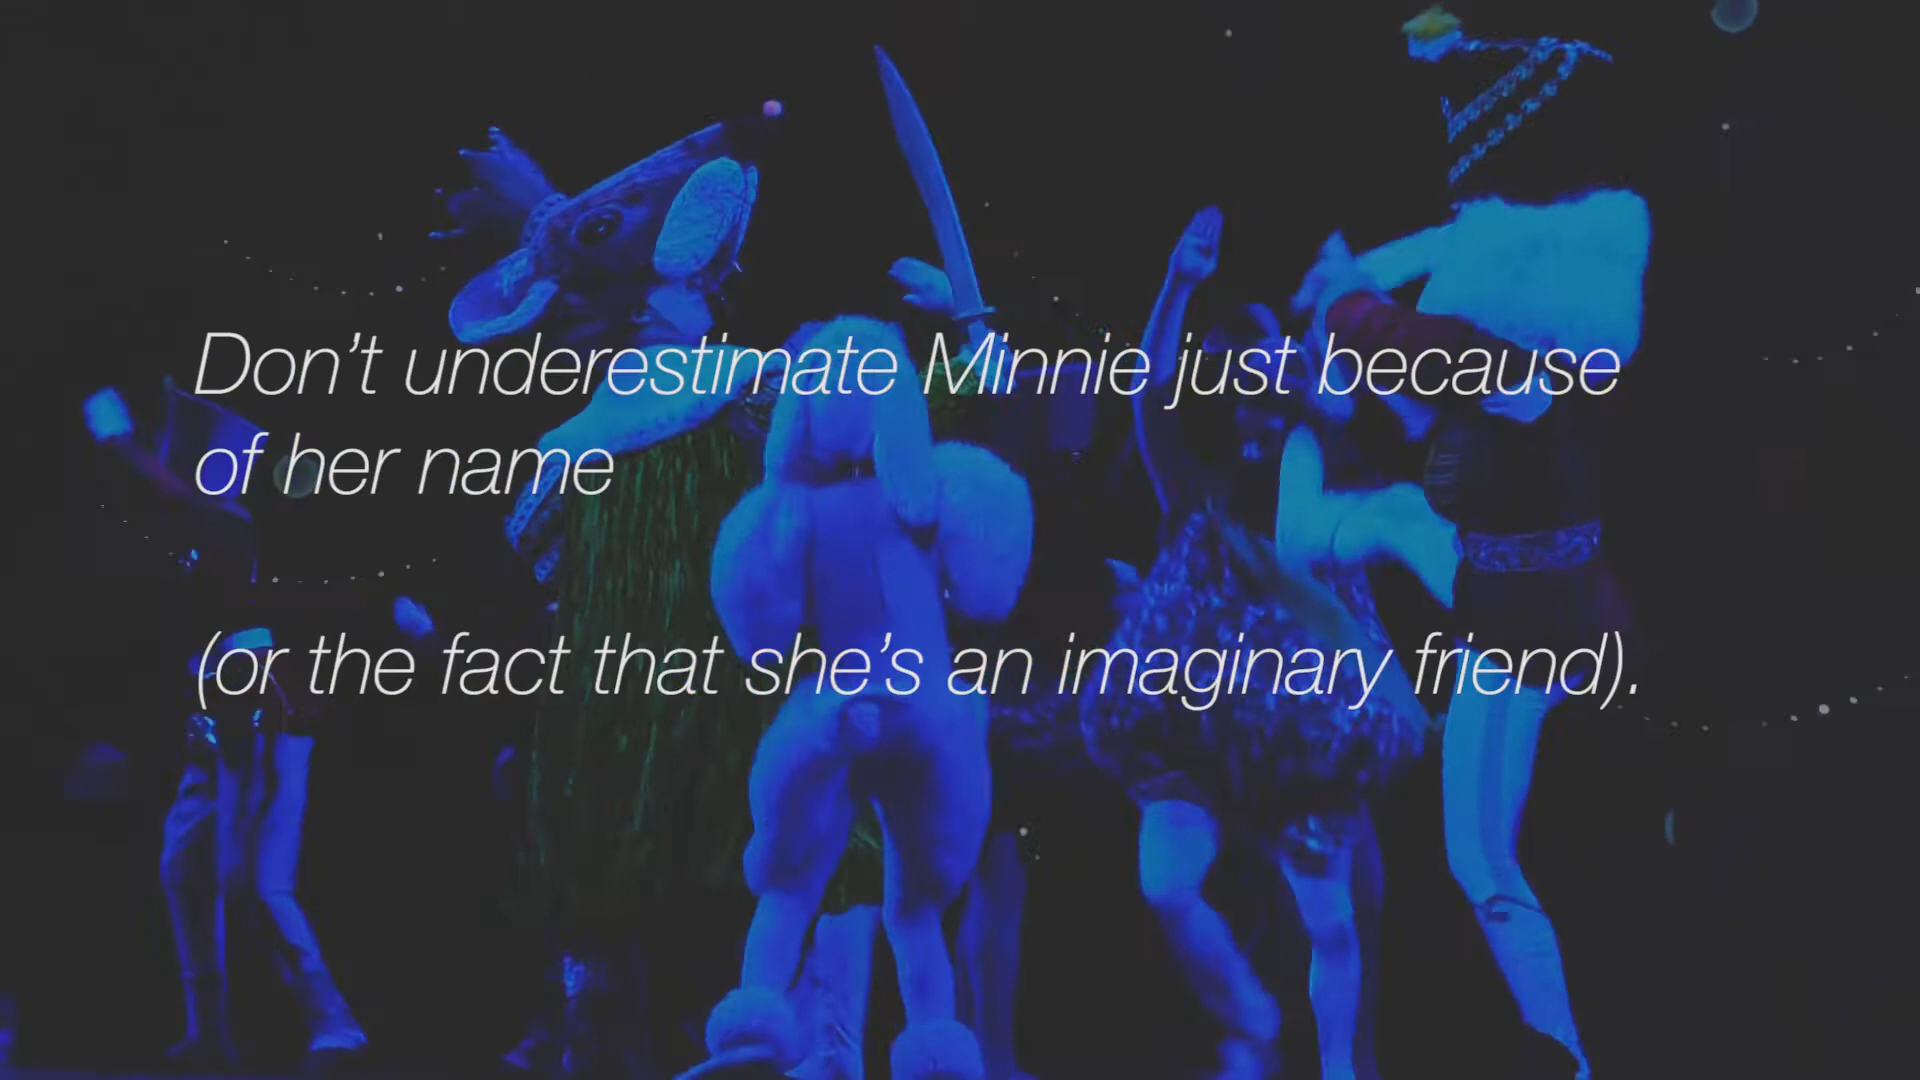 Don’t underestimate Minnie just because
of her name
(or the fact that she’s an imaginary friend).